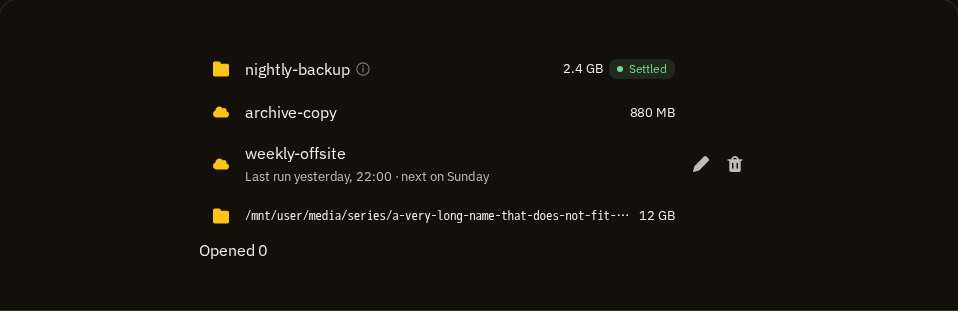 nightly-backup 2.4 GB Settled
archive-copy 880 MB
weekly-offsite
Last run yesterday, 22:00 · next on Sunday
/mnt/user/media/series/a-very-long-name-that-does-not-fit-… 12 GB
Opened 0